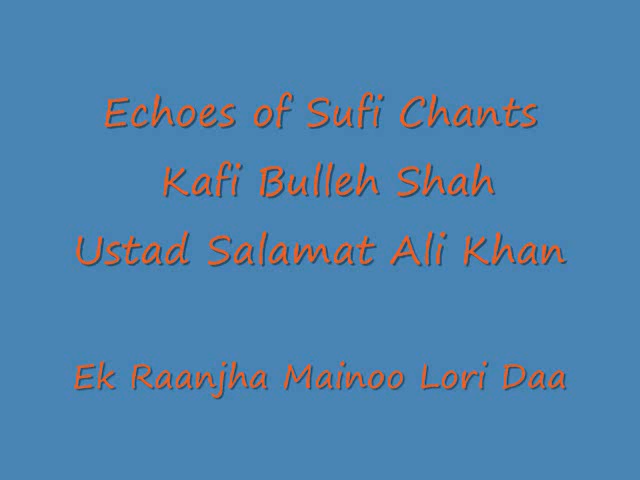 Echoes of Sufi Chants
Kafi Bulleh Shah
Ustad Salamat Ali Khan
Ek Raanjha Mainoo Lori Daa